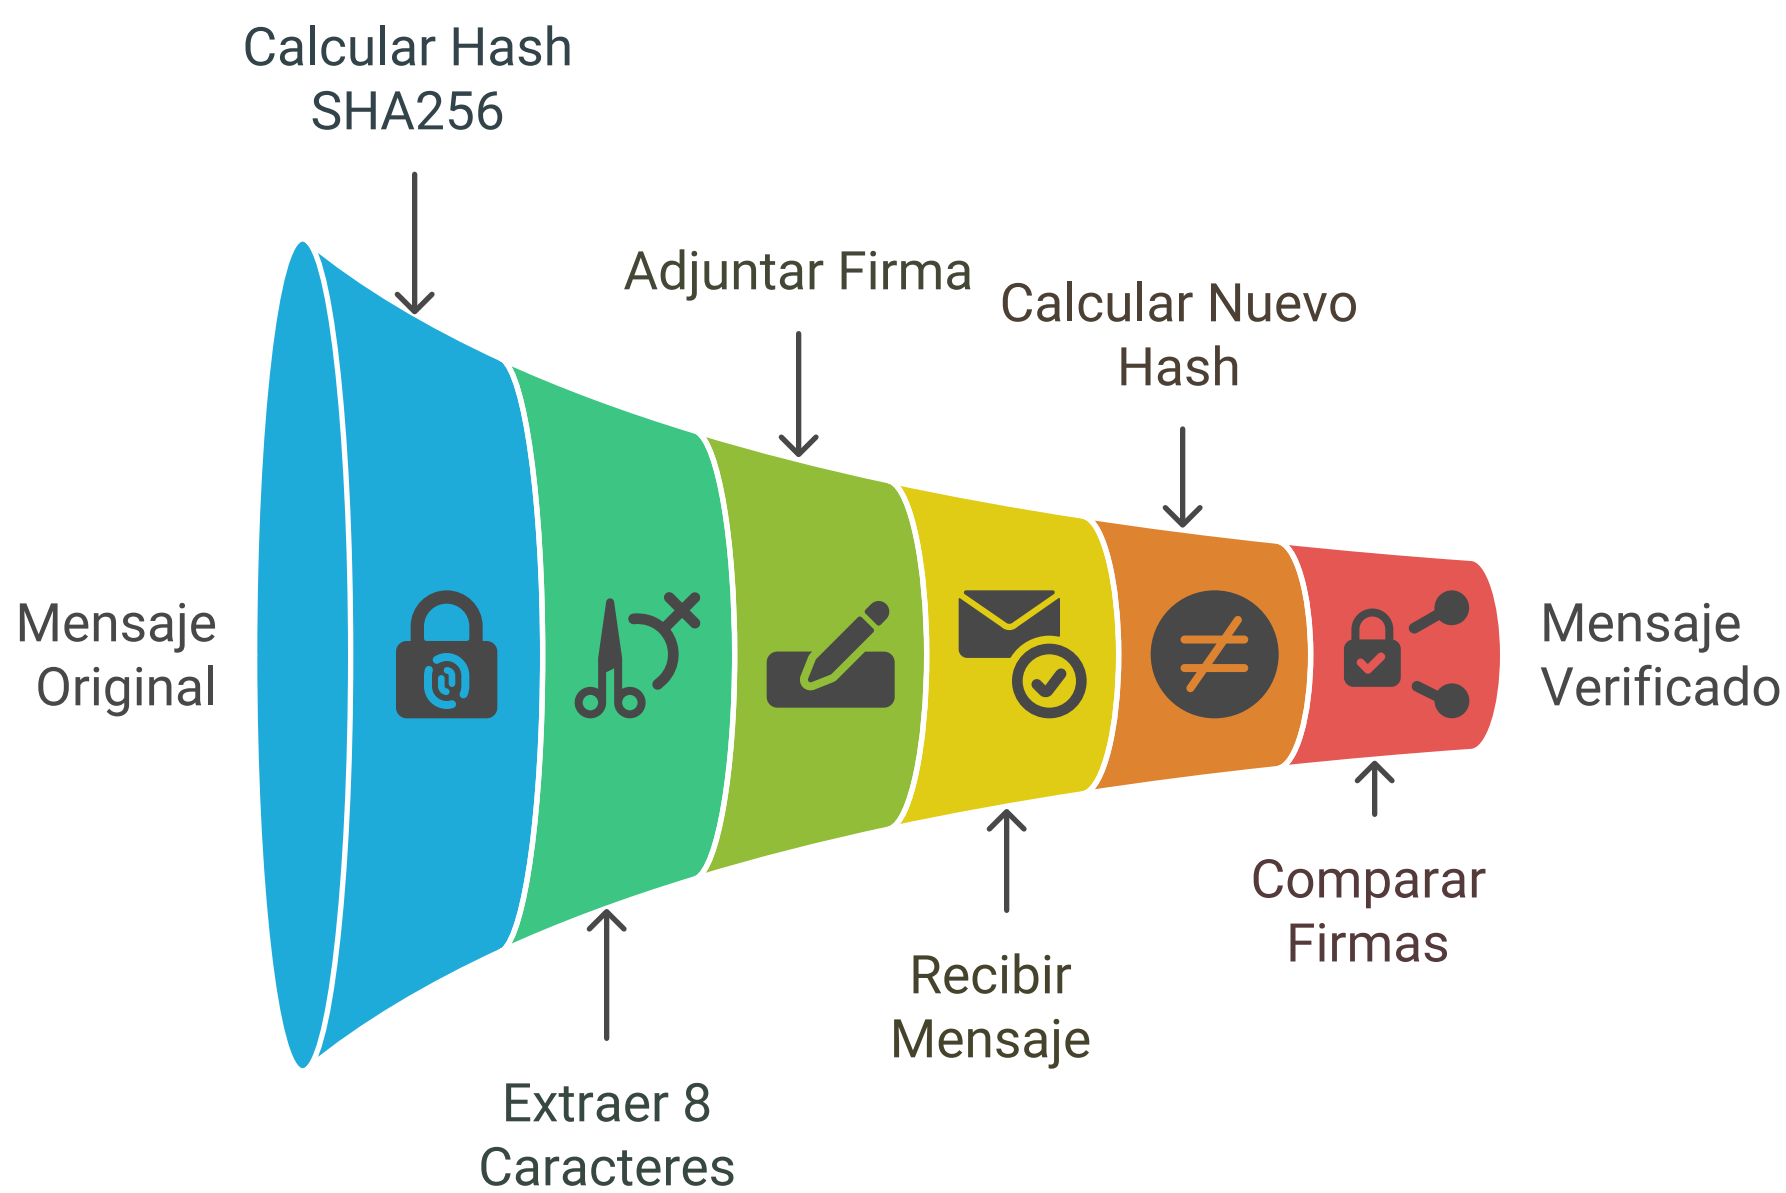 Calcular Hash
SHA256
Adjuntar Firma
Calcular Nuevo
Hash
Mensaje
Original
Mensaje
Verificado
Comparar
Firmas
Recibir
Mensaje
Extraer 8
Caracteres